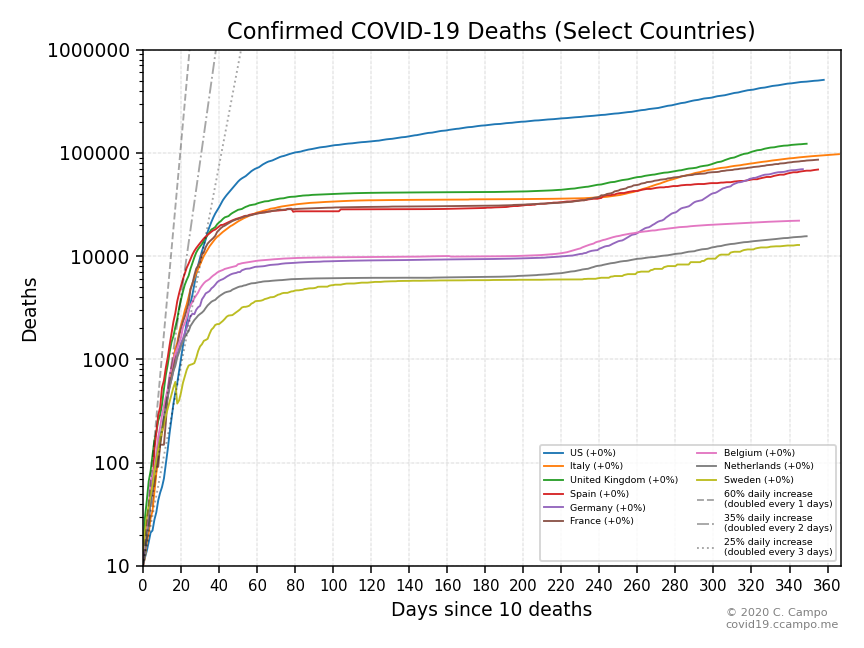 Confirmed COVID-19 Deaths (Select Countries)
1000000
100000
10000
1000
100
10
Deaths
0 20 40 60 80 100 120 140 160 180 200 220 240 260 280 300 320 340 360
Days since 10 deaths
US (+0%)
Italy (+0%)
United Kingdom (+0%)
Spain (+0%)
Germany (+0%)
France (+0%)
Belgium (+0%)
Netherlands (+0%)
Sweden (+0%)
60% daily increase
(doubled every 1 days)
35% daily increase
(doubled every 2 days)
25% daily increase
(doubled every 3 days)
© 2020 C. Campo
covid19.ccampo.me